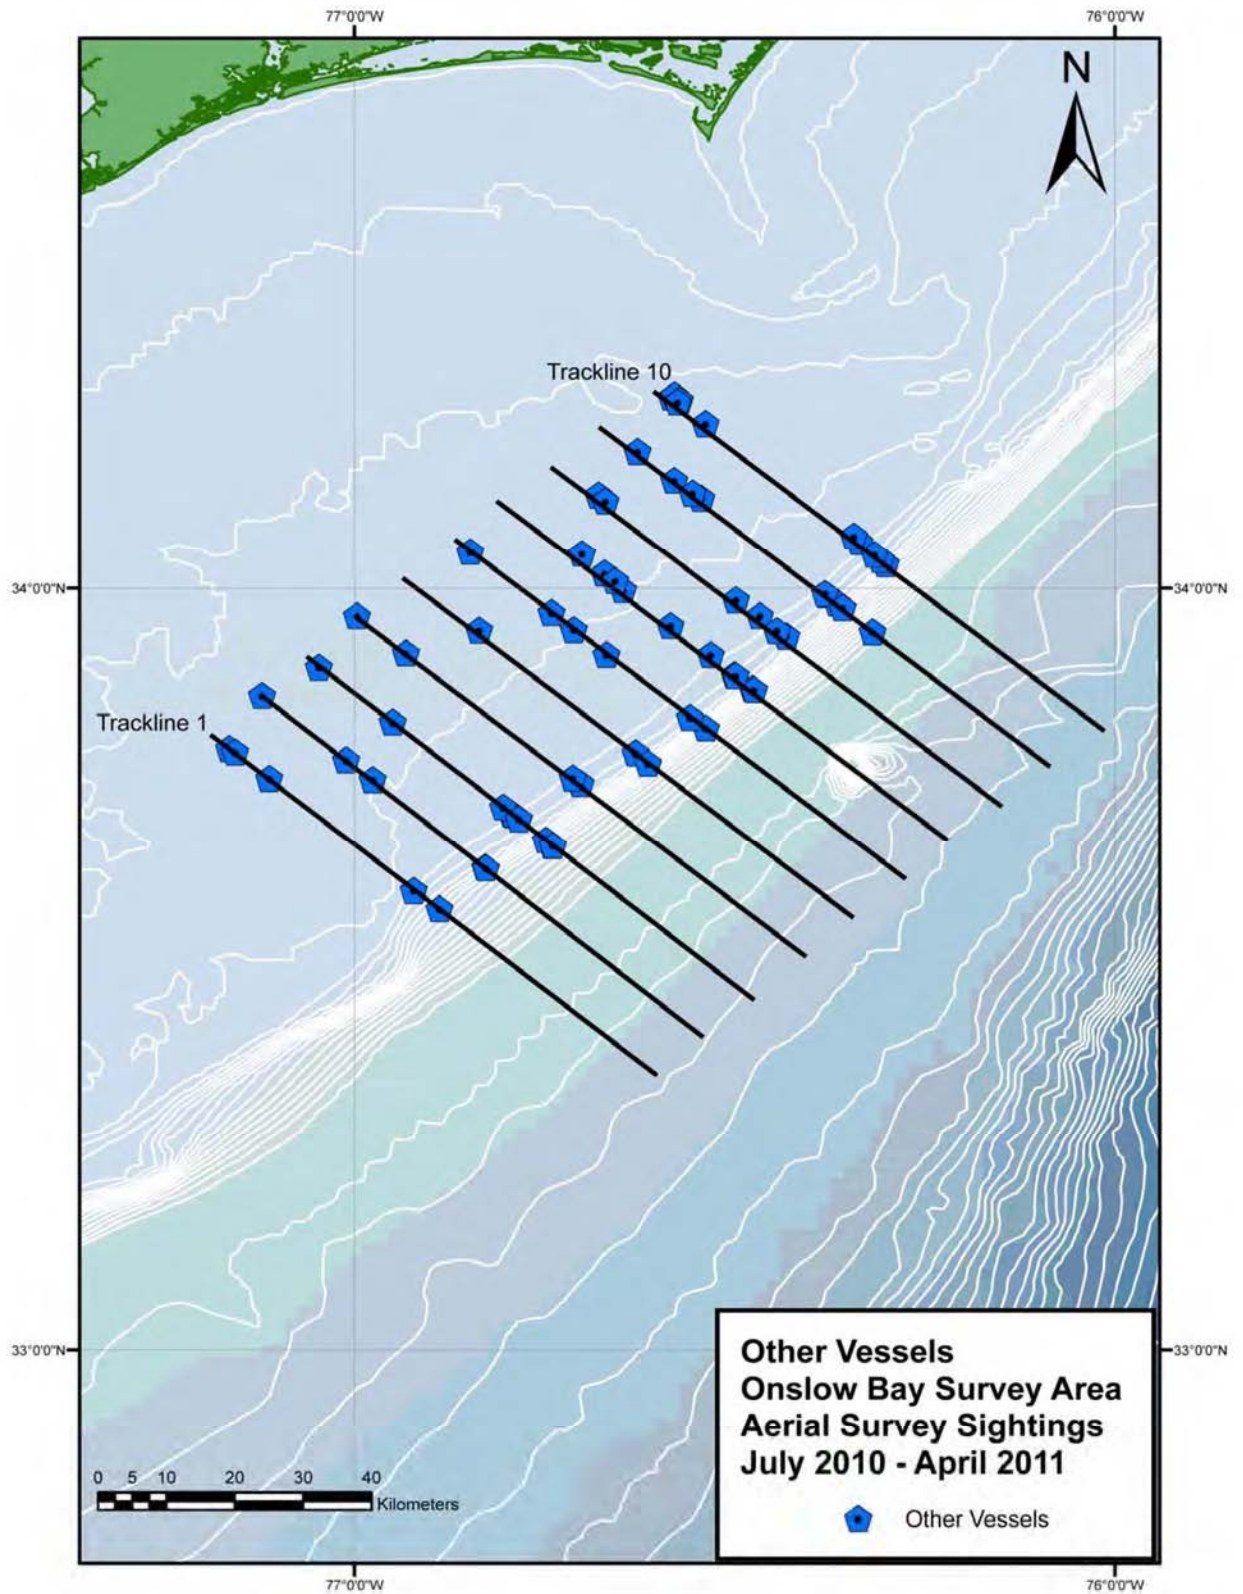 77°0'0"W 76°0'0"W
N
Trackline 10
34°0'0"N 34°0'0"N
Trackline 1
33°0'0"N 33°0'0"N
Other Vessels
Onslow Bay Survey Area
Aerial Survey Sightings
July 2010 - April 2011
Other Vessels
0 5 10 20 30 40
Kilometers
77°0'0"W 76°0'0"W